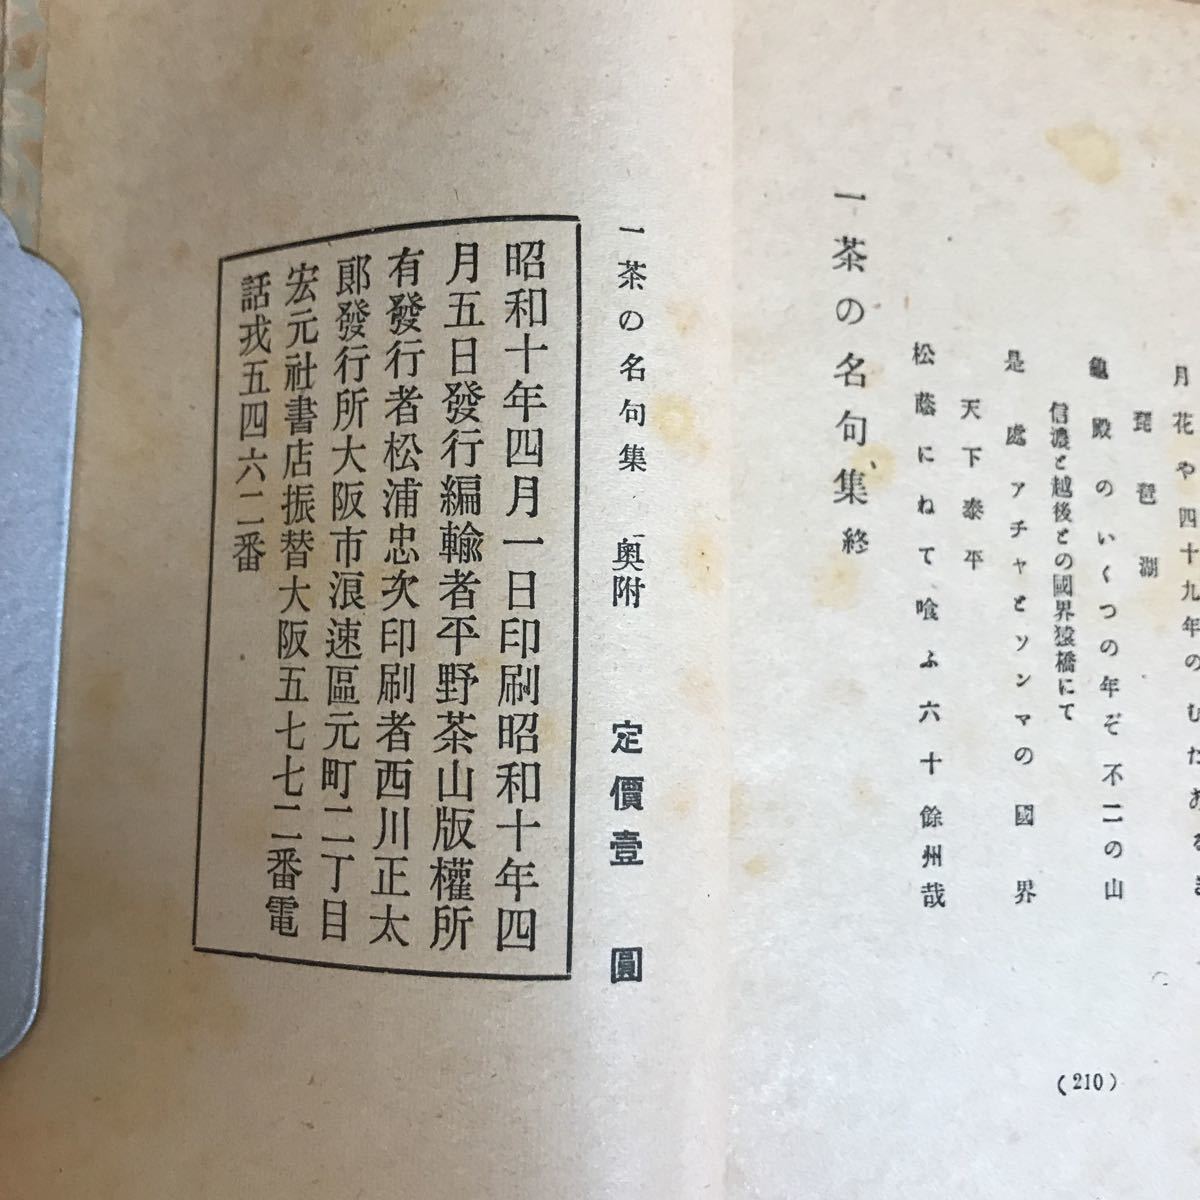 月花や四十九年のむだあるき
琵琶湖
龜殿のいくつの年ぞ不二の山
信濃と越後との國界猿橋にて
是處アチャとソンマの國界
天下泰平
松蔭にねて喰ふ六十餘州哉
一茶の名句集 終
(210)
一茶の名句集 奧附 定價壹圓
昭和十年四月一日印刷昭和十年四
月五日發行編輸者平野茶山版權所
有發行者松浦忠次印刷者西川正太
郞發行所大阪市浪速區元町二丁目
宏元社書店振替大阪五七七二番電
話戎五四六二番